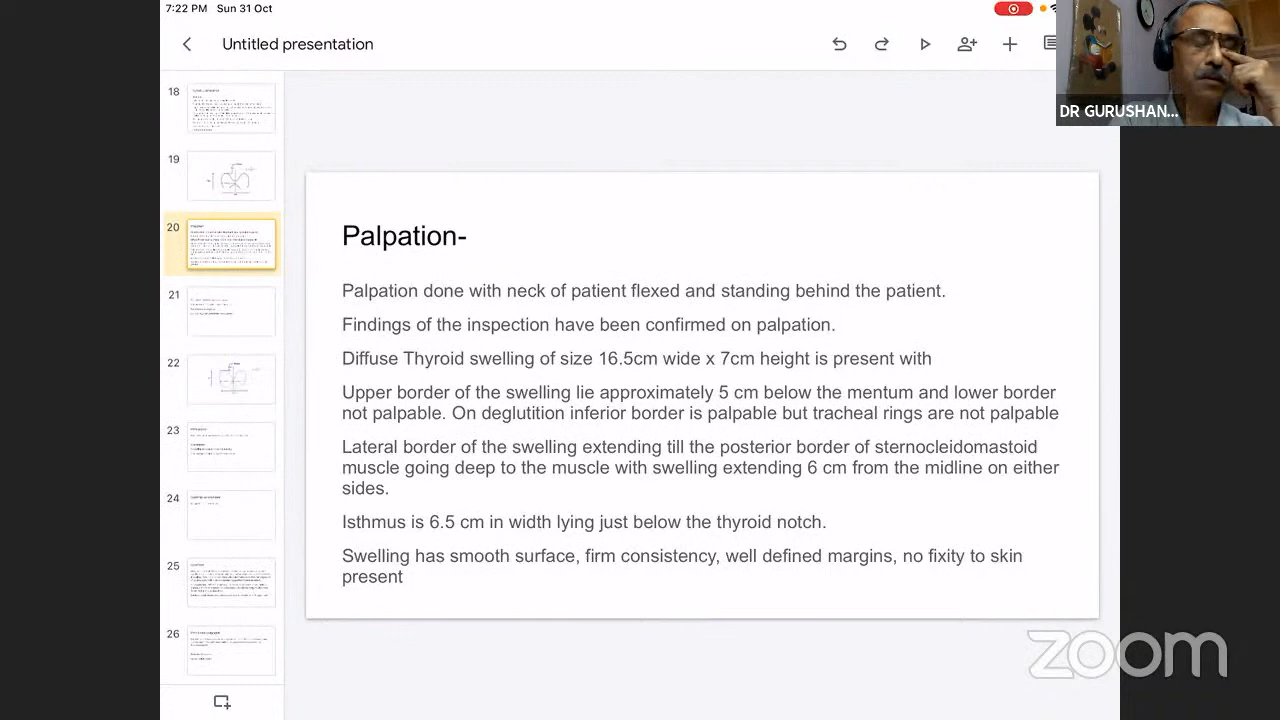 7:22 PM Sun 31 Oct
Untitled presentation
DR GURUSHAN...
18
19
20
21
22
23
24
25
26
Palpation-
Palpation done with neck of patient flexed and standing behind the patient.
Findings of the inspection have been confirmed on palpation.
Diffuse Thyroid swelling of size 16.5cm wide x 7cm height is present with
Upper border of the swelling lie approximately 5 cm below the mentum and lower border
not palpable. On deglutition inferior border is palpable but tracheal rings are not palpable
Lateral border of the swelling extending till the posterior border of sternocleidomastoid
muscle going deep to the muscle with swelling extending 6 cm from the midline on either
sides.
Isthmus is 6.5 cm in width lying just below the thyroid notch.
Swelling has smooth surface, firm consistency, well defined margins. no fixity to skin
present
zoom